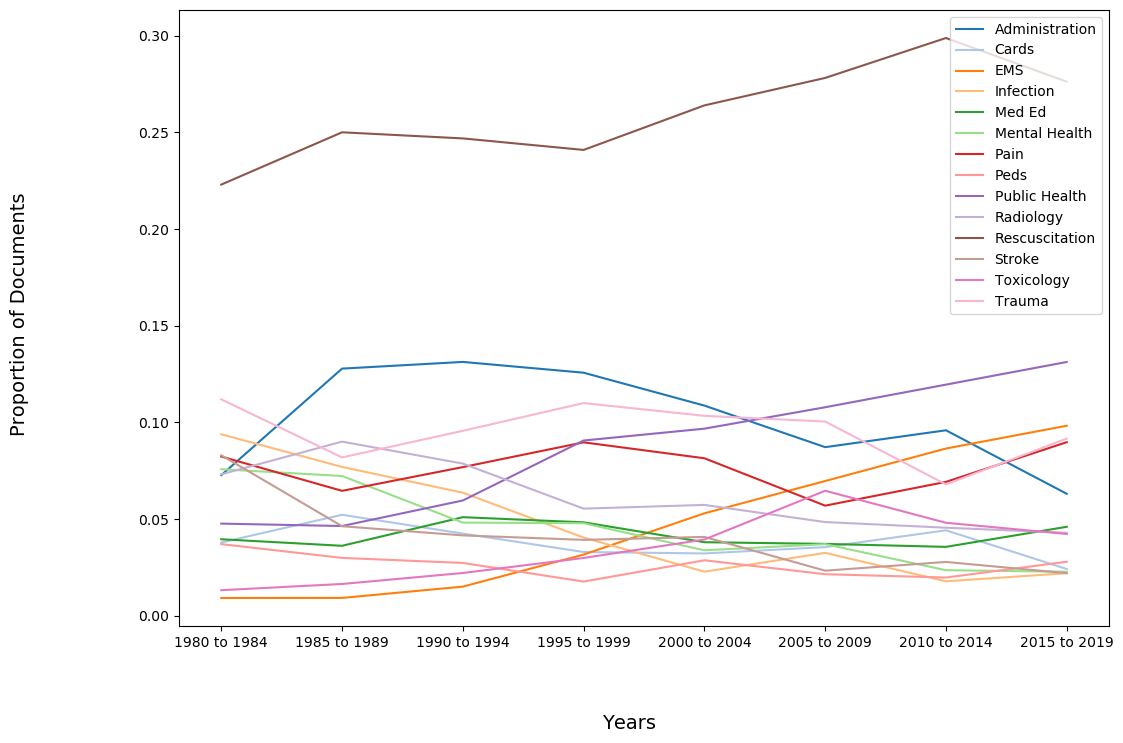 Proportion of Documents
0.30
0.25
0.20
0.15
0.10
0.05
0.00
Administration
Cards
EMS
Infection
Med Ed
Mental Health
Pain
Peds
Public Health
Radiology
Rescuscitation
Stroke
Toxicology
Trauma
1980 to 1984 1985 to 1989 1990 to 1994 1995 to 1999 2000 to 2004 2005 to 2009 2010 to 2014 2015 to 2019
Years